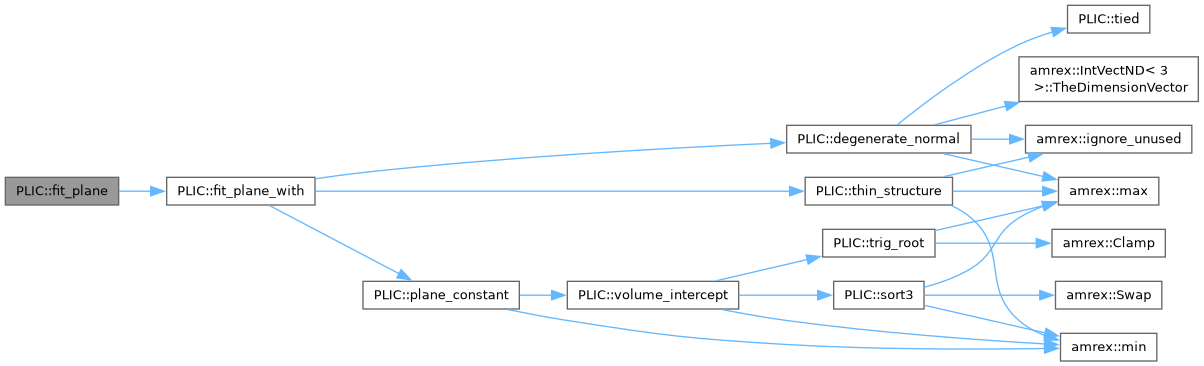 PLIC::fit_plane
PLIC::fit_plane_with
PLIC::degenerate_normal
PLIC::thin_structure
PLIC::plane_constant
PLIC::volume_intercept
PLIC::trig_root
PLIC::sort3
PLIC::tied
amrex::IntVectND< 3
>::TheDimensionVector
amrex::ignore_unused
amrex::max
amrex::Clamp
amrex::Swap
amrex::min